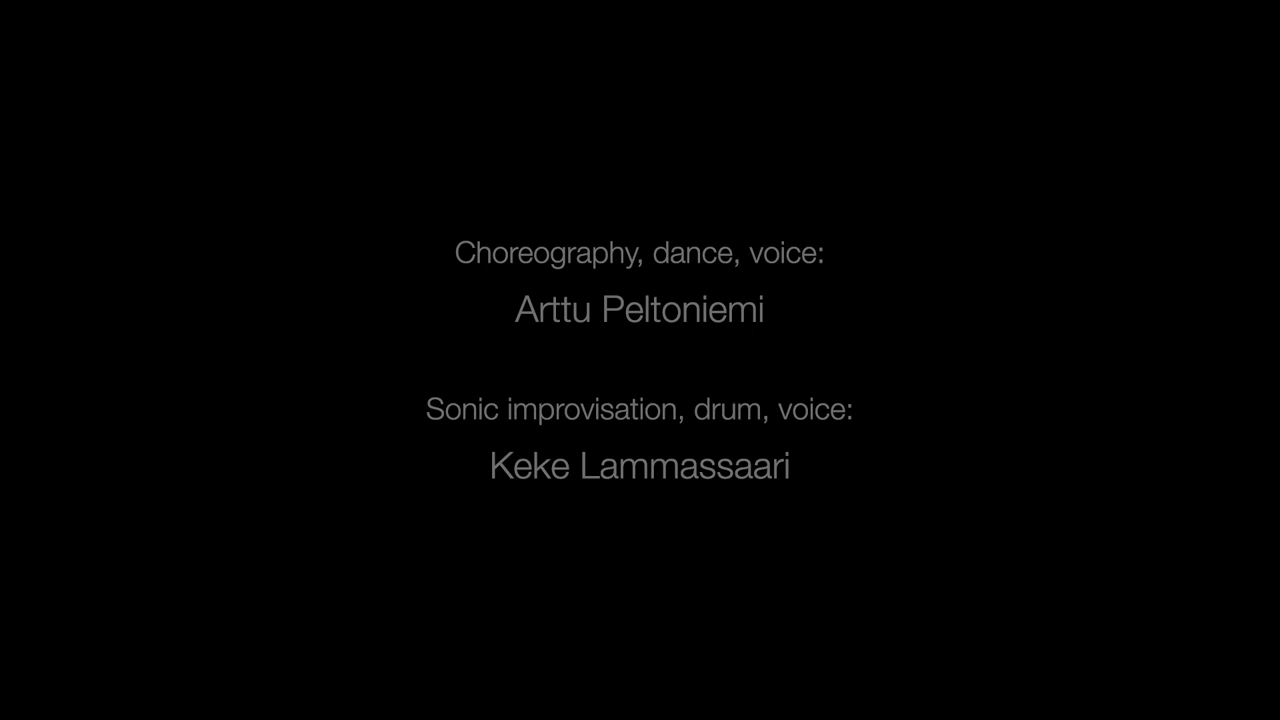 Choreography, dance, voice:
Arttu Peltoniemi
Sonic improvisation, drum, voice:
Keke Lammassaari